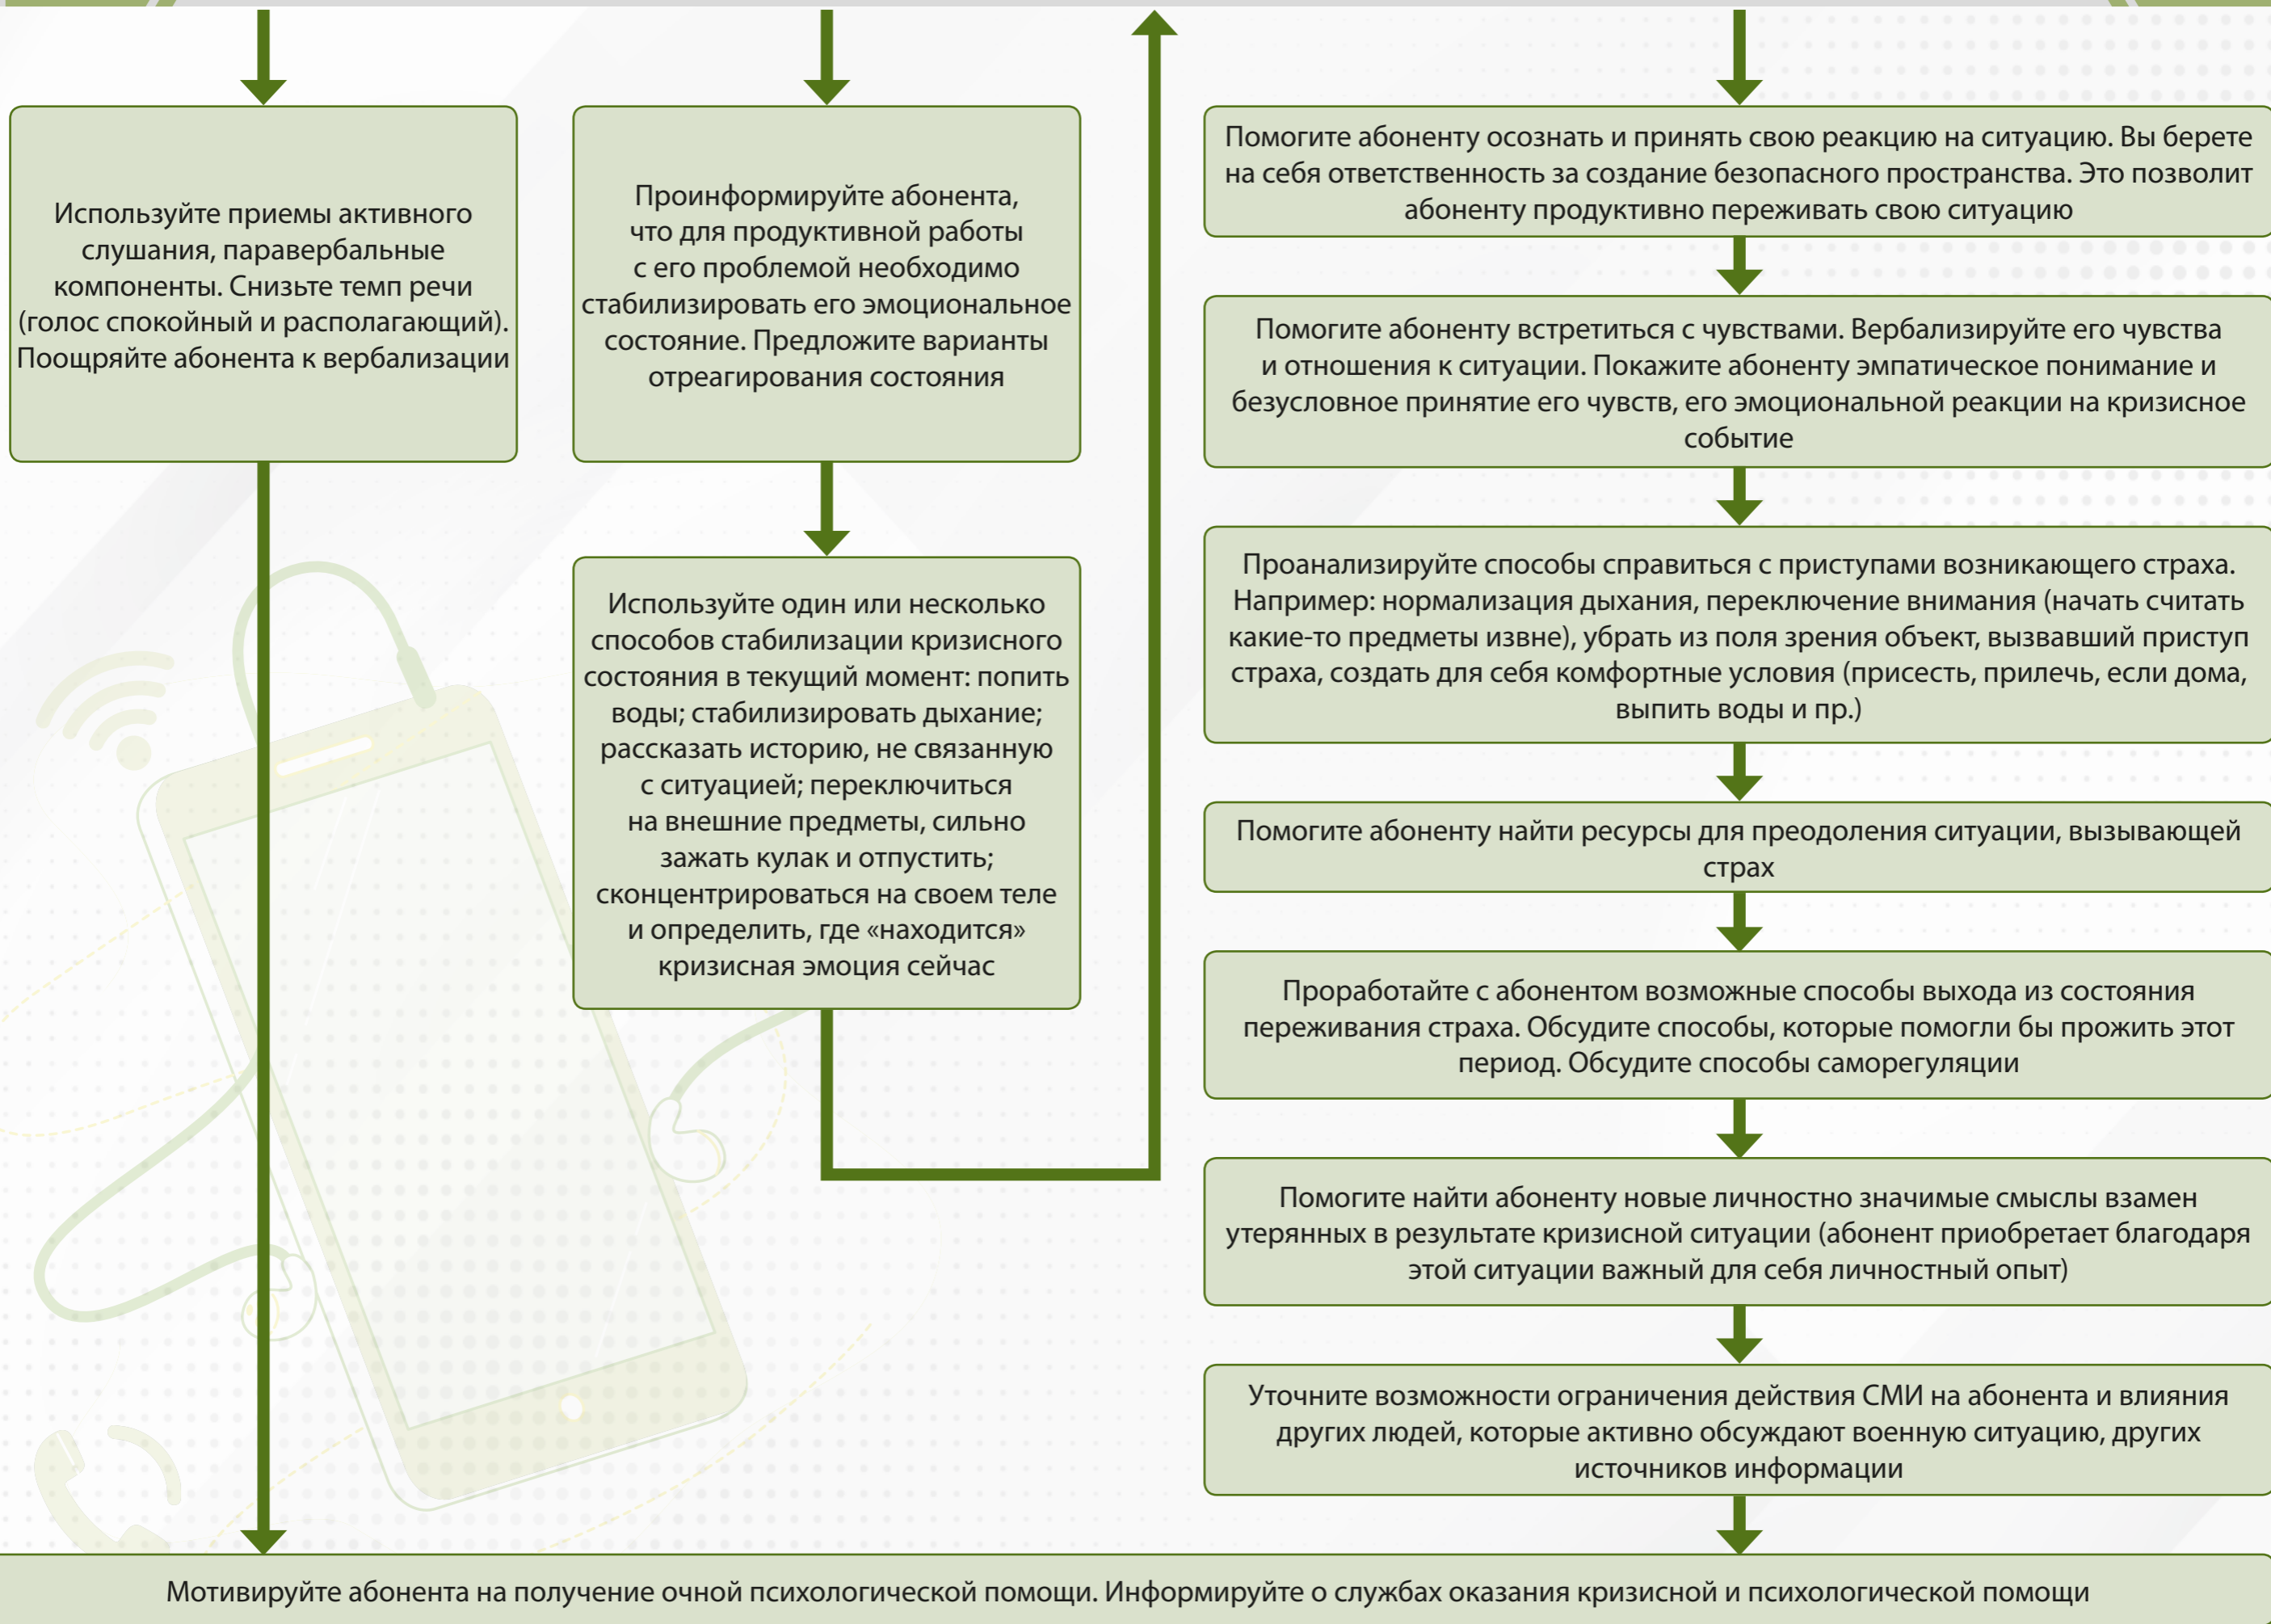 Используйте приемы активного
слушания, паравербальные
компоненты. Снизьте темп речи
(голос спокойный и располагающий).
Поощряйте абонента к вербализации
Проинформируйте абонента,
что для продуктивной работы
с его проблемой необходимо
стабилизировать его эмоциональное
состояние. Предложите варианты
отреагирования состояния
Используйте один или несколько
способов стабилизации кризисного
состояния в текущий момент: попить
воды; стабилизировать дыхание;
рассказать историю, не связанную
с ситуацией; переключиться
на внешние предметы, сильно
зажать кулак и отпустить;
сконцентрироваться на своем теле
и определить, где «находится»
кризисная эмоция сейчас
Помогите абоненту осознать и принять свою реакцию на ситуацию. Вы берете
на себя ответственность за создание безопасного пространства. Это позволит
абоненту продуктивно переживать свою ситуацию
Помогите абоненту встретиться с чувствами. Вербализируйте его чувства
и отношения к ситуации. Покажите абоненту эмпатическое понимание и
безусловное принятие его чувств, его эмоциональной реакции на кризисное
событие
Проанализируйте способы справиться с приступами возникающего страха.
Например: нормализация дыхания, переключение внимания (начать считать
какие-то предметы извне), убрать из поля зрения объект, вызвавший приступ
страха, создать для себя комфортные условия (присесть, прилечь, если дома,
выпить воды и пр.)
Помогите абоненту найти ресурсы для преодоления ситуации, вызывающей
страх
Проработайте с абонентом возможные способы выхода из состояния
переживания страха. Обсудите способы, которые помогли бы прожить этот
период. Обсудите способы саморегуляции
Помогите найти абоненту новые личностно значимые смыслы взамен
утерянных в результате кризисной ситуации (абонент приобретает благодаря
этой ситуации важный для себя личностный опыт)
Уточните возможности ограничения действия СМИ на абонента и влияния
других людей, которые активно обсуждают военную ситуацию, других
источников информации
Мотивируйте абонента на получение очной психологической помощи. Информируйте о службах оказания кризисной и психологической помощи